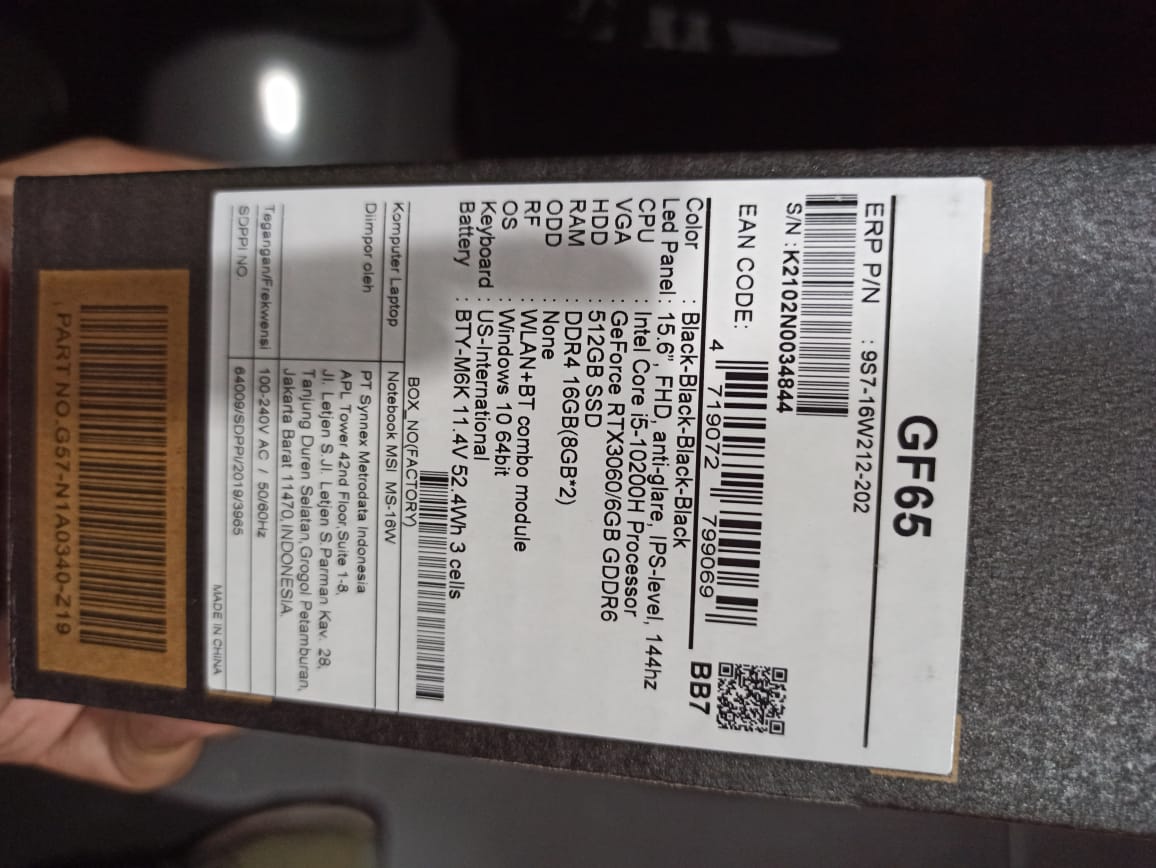 GF65
ERP P/N : 9S7-16W212-202
S/N :K2102N0034844
EAN CODE:
4 719072 799069
BB7
Color : Black-Black-Black-Black
Led Panel : 15.6”, FHD, anti-glare, IPS-level, 144hz
CPU : Intel Core i5-10200H Processor
VGA : GeForce RTX3060/6GB GDDR6
HDD : 512GB SSD
RAM : DDR4 16GB(8GB*2)
ODD : None
RF : WLAN+BT combo module
OS : Windows 10 64bit
Keyboard : US-International
Battery : BTY-M6K 11.4V 52.4Wh 3 cells
BOX_NO(FACTORY)
Komputer Laptop Notebook MSI MS-16W
Diimpor oleh PT Synnex Metrodata Indonesia
APL Tower 42nd Floor,Suite 1-8,
Jl. Letjen S.Jl. Letjen S.Parman Kav. 28,
Tanjung Duren Selatan,Grogol Petamburan,
Jakarta Barat 11470,INDONESIA.
Tegangan/Frekwensi 100-240V AC / 50/60Hz
SDPPI NO. 64009/SDPPI/2019/3965
MADE IN CHINA
PART NO.G57-N1A0340-Z19